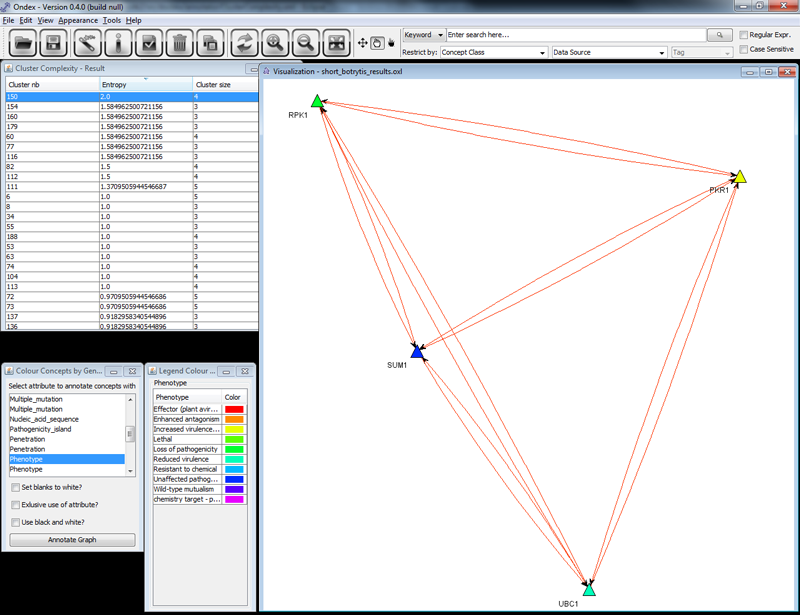 Ondex - Version 0.4.0 (build null)
File Edit View Appearance Tools Help
Keyword Enter search here... Regular Expr.
Restrict by: Concept Class Data Source Tag Case Sensitive
Cluster Complexity - Result
Cluster nb Entropy Cluster size
150 2.0 4
154 1.584962500721156 3
160 1.584962500721156 3
179 1.584962500721156 3
60 1.584962500721156 4
77 1.584962500721156 3
116 1.584962500721156 3
82 1.5 4
112 1.5 4
111 1.3709505944546687 5
6 1.0 5
8 1.0 3
34 1.0 3
55 1.0 3
188 1.0 4
53 1.0 3
63 1.0 3
74 1.0 4
104 1.0 4
113 1.0 4
72 0.9709505944546686 5
73 0.9709505944546686 5
137 0.9182958340544896 3
136 0.9182958340544896 3
Visualization - short_botrytis_results.oxl
RPK1
PKR1
SUM1
UBC1
Colour Concepts by Gen...
Select attribute to annotate concepts with
Multiple_mutation
Multiple_mutation
Nucleic_acid_sequence
Pathogenicity_island
Penetration
Penetration
Phenotype
Phenotype
Set blanks to white?
Exlusive use of attribute?
Use black and white?
Annotate Graph
Legend Colour ...
Phenotype
Phenotype Color
Effector (plant avir...
Enhanced antagonism
Increased virulence...
Lethal
Loss of pathogenicity
Reduced virulence
Resistant to chemical
Unaffected pathog...
Wild-type mutualism
chemistry target - p...